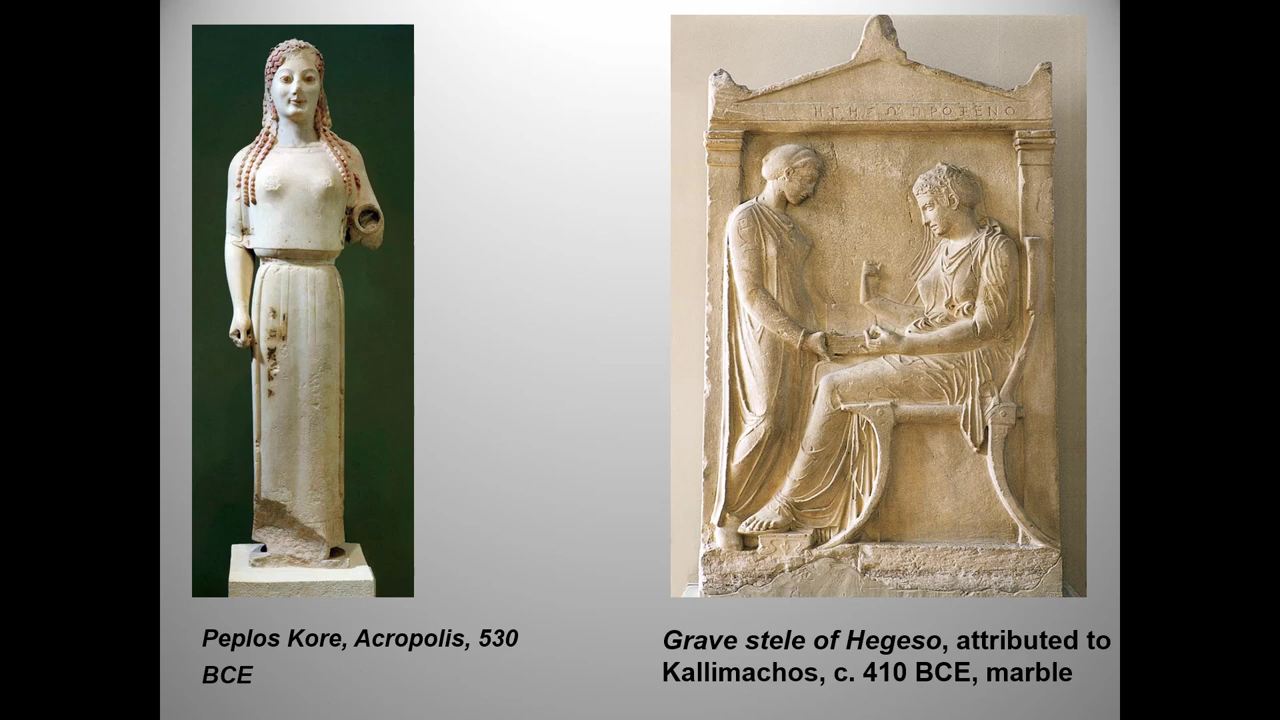 ΗΓΗΣΩ ΠΡΟΞΕΝΟ
Peplos Kore, Acropolis, 530
BCE
Grave stele of Hegeso, attributed to
Kallimachos, c. 410 BCE, marble